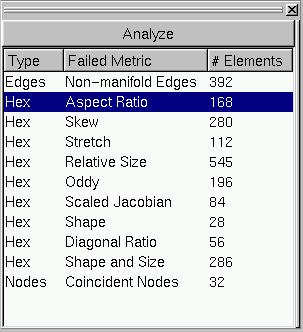 Analyze
Type Failed Metric # Elements
Edges Non-manifold Edges 392
Hex Aspect Ratio 168
Hex Skew 280
Hex Stretch 112
Hex Relative Size 545
Hex Oddy 196
Hex Scaled Jacobian 84
Hex Shape 28
Hex Diagonal Ratio 56
Hex Shape and Size 286
Nodes Coincident Nodes 32